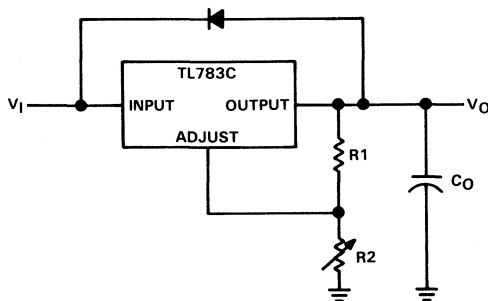 TL783C
V_I
INPUT
OUTPUT
V_O
ADJUST
R1
C_O
R2